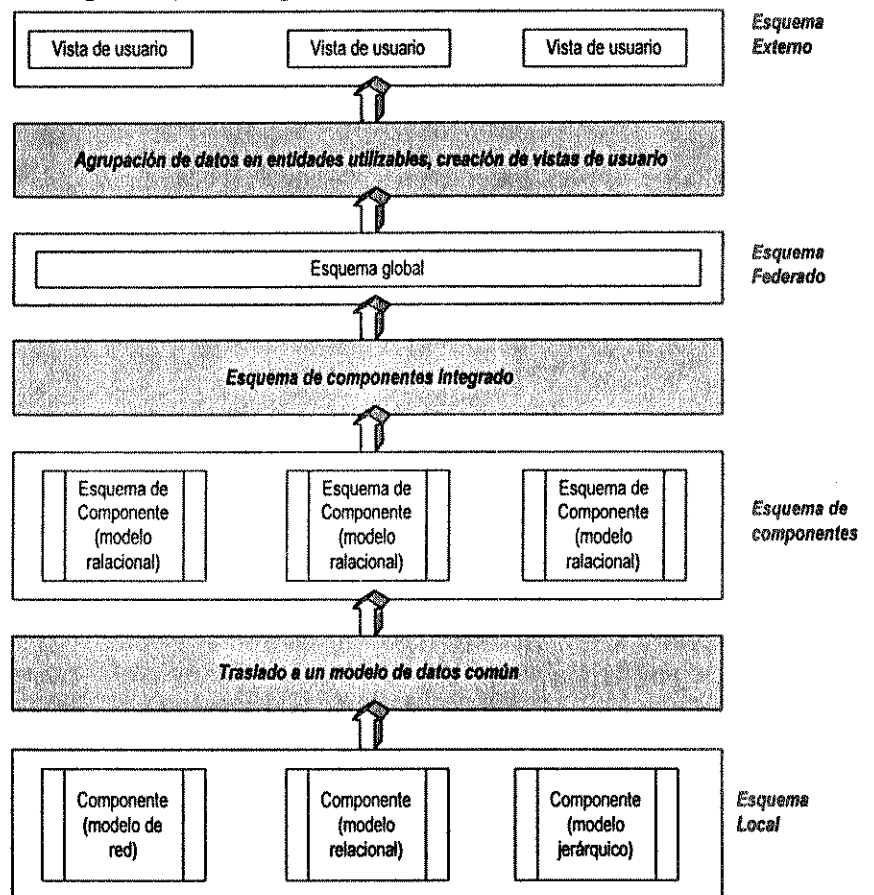 Vista de usuario
Vista de usuario
Vista de usuario
Esquema
Externo
Agrupación de datos en entidades utilizables, creación de vistas de usuario
Esquema global
Esquema
Federado
Esquema de componentes Integrado
Esquema de
Componente
(modelo
ralacional)
Esquema de
Componente
(modelo
ralacional)
Esquema de
Componente
(modelo
ralacional)
Esquema de
componentes
Traslado a un modelo de datos común
Componente
(modelo de
red)
Componente
(modelo
relacional)
Componente
(modelo
jerárquico)
Esquema
Local